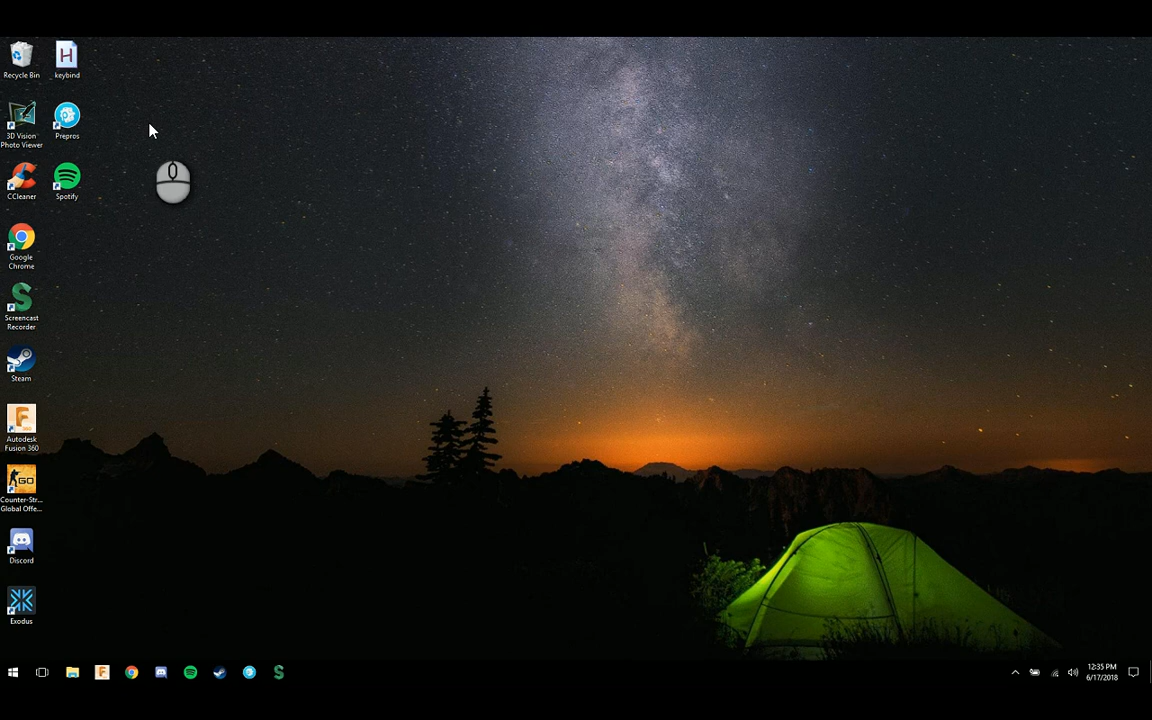 Recycle Bin
keybind
3D Vision
Photo Viewer
Prepros
CCleaner
Spotify
Google
Chrome
Screencast
Recorder
Steam
Autodesk
Fusion 360
GO
Counter-Str...
Global Offe...
Discord
Exodus
12:35 PM
6/17/2018